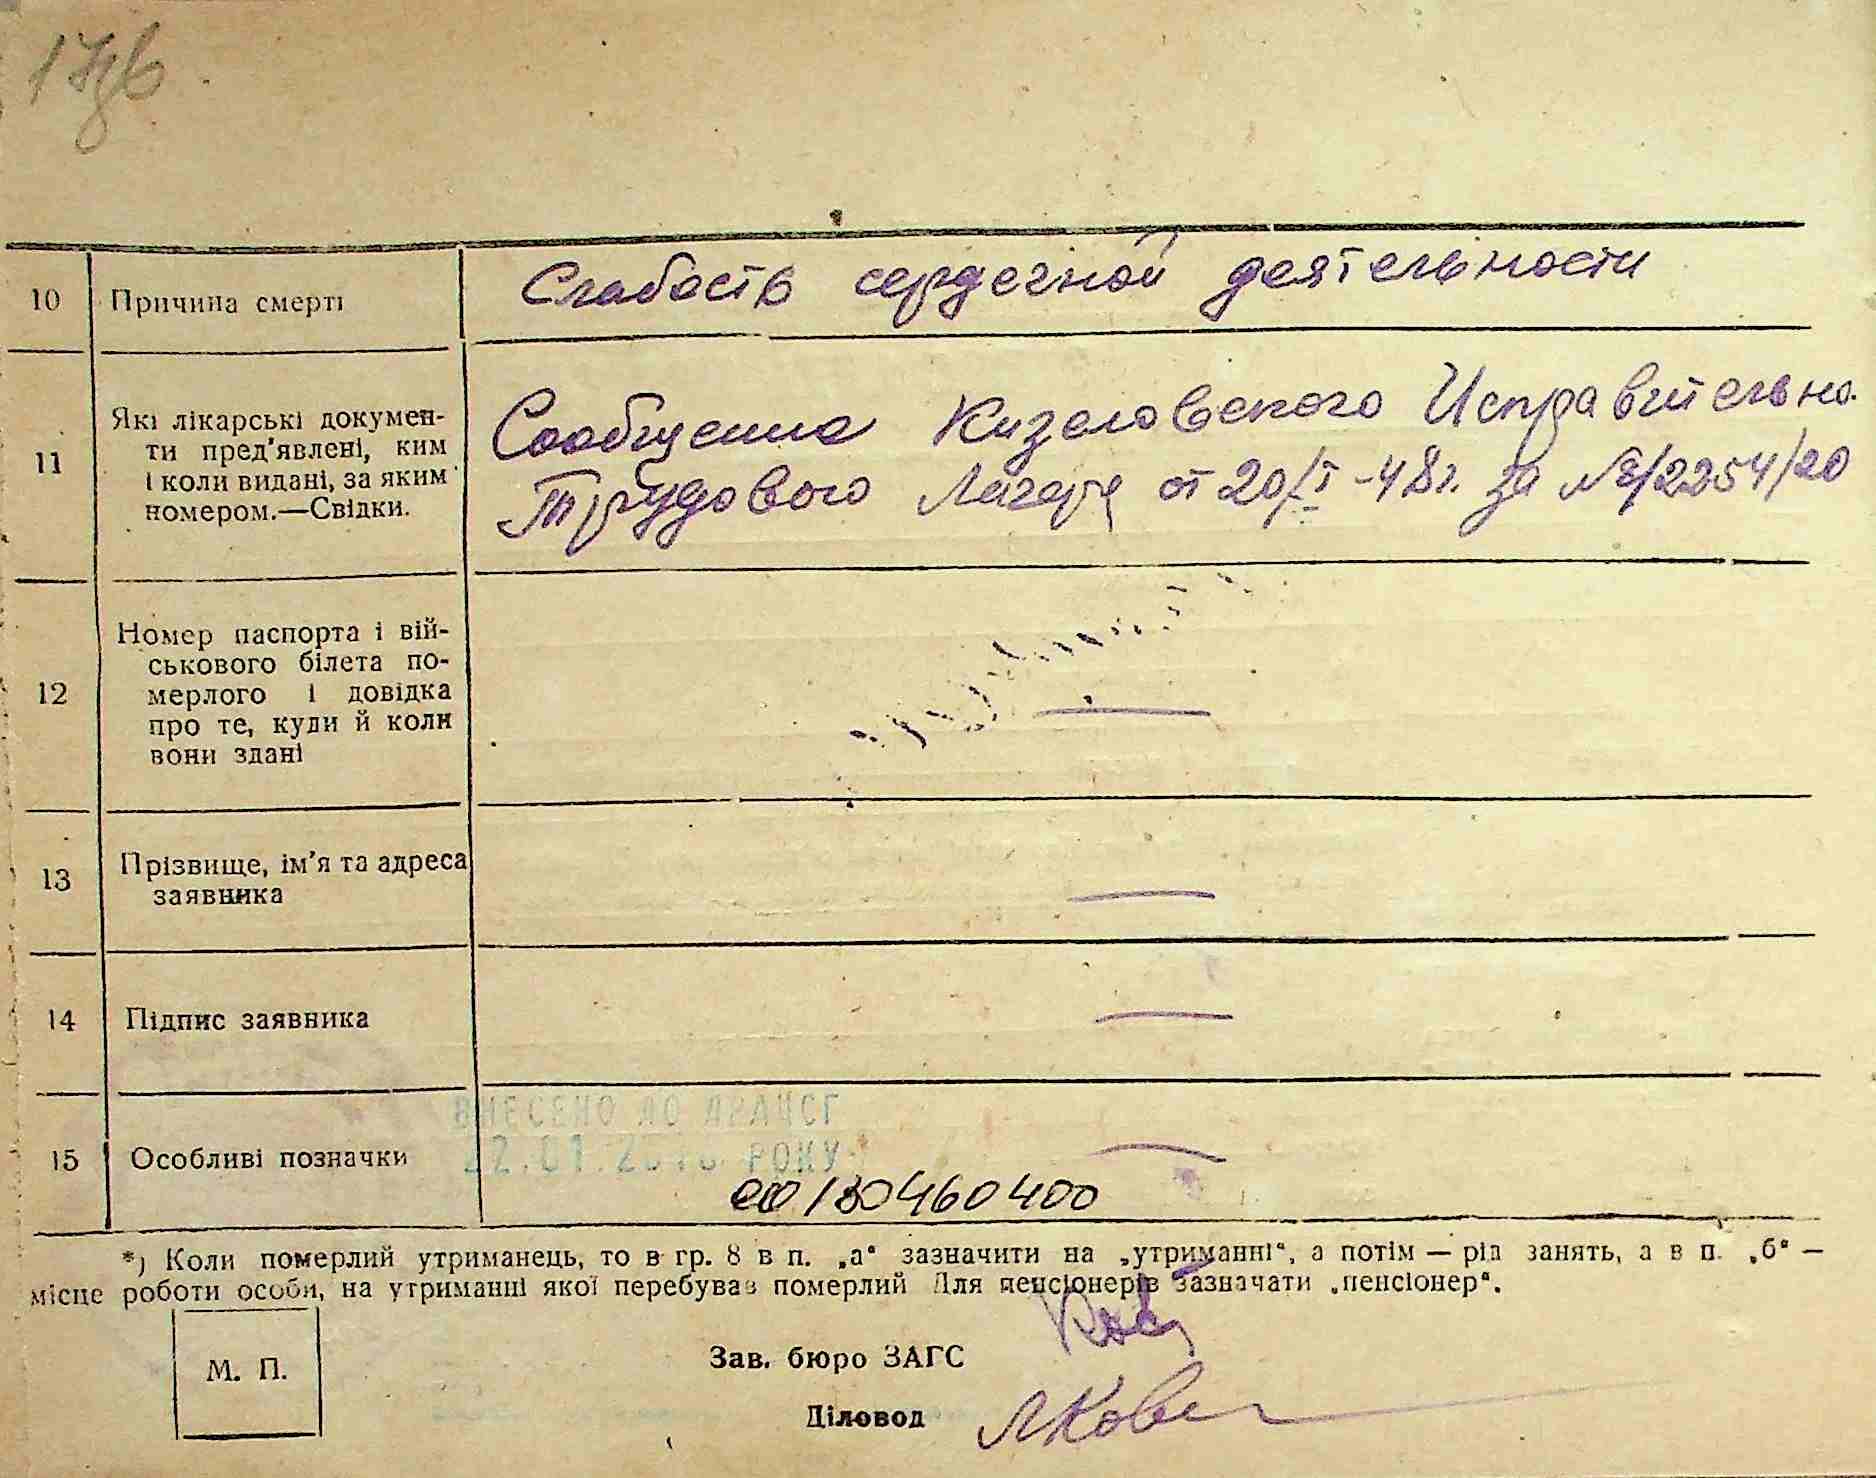 10 Причина смерті Слабость сердечной деятельности
11 Які лікарські докумен-
ти пред'явлені, ким
і коли видані, за яким
номером.—Свідки.
Сообщение Кизеловского Исправительно.
Трудового Лагеря от 20/I-48г. за №/2254/20
12 Номер паспорта і вій-
ськового білета по-
мерлого і довідка
про те, куди й коли
вони здані
—
13 Прізвище, ім'я та адреса
заявника
—
14 Підпис заявника —
15 Особливі позначки —
ВНЕСЕНО ДО ДРАЦСГ
РОКУ
00130460400
*) Коли померлий утриманець, то в гр. 8 в п. „а“ зазначити на „утриманні“, а потім — рід занять, а в п. „б“ —
місце роботи особи, на утриманні якої перебував померлий Для пенсіонерів зазначати „пенсіонер“.
М. П.
Зав. бюро ЗАГС
Діловод